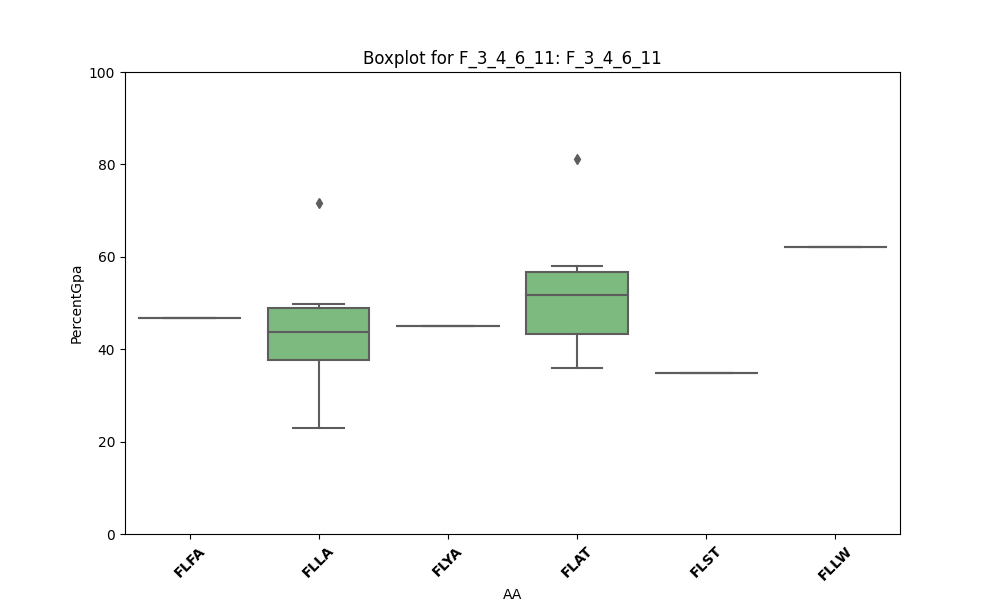 Boxplot for F_3_4_6_11: F_3_4_6_11
100
80
60
40
20
0
PercentGpa
FLFA
FLLA
FLYA
FLAT
FLST
FLLW
AA